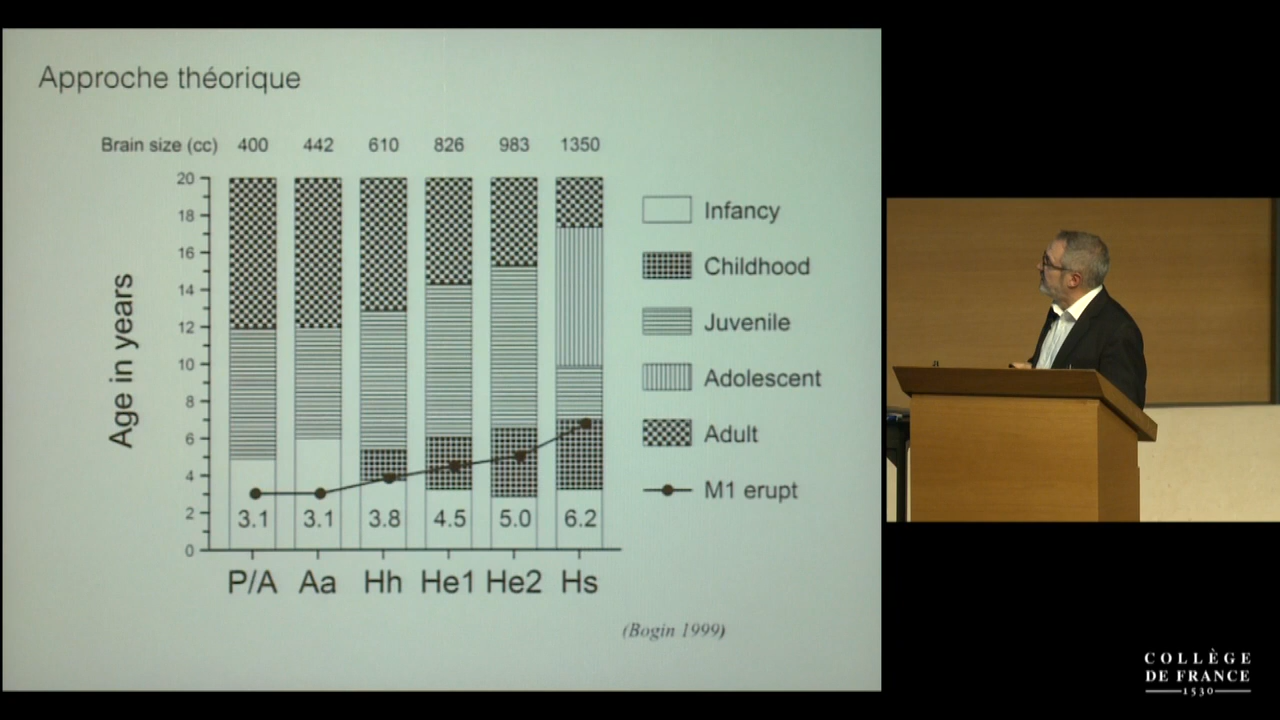 Approche théorique
Brain size (cc) 400 442 610 826 983 1350
20
18
16
14
12
10
8
6
4
2
0
Age in years
3.1 3.1 3.8 4.5 5.0 6.2
P/A Aa Hh He1 He2 Hs
Infancy
Childhood
Juvenile
Adolescent
Adult
M1 erupt
(Bogin 1999)
COLLÈGE
DE FRANCE
1530